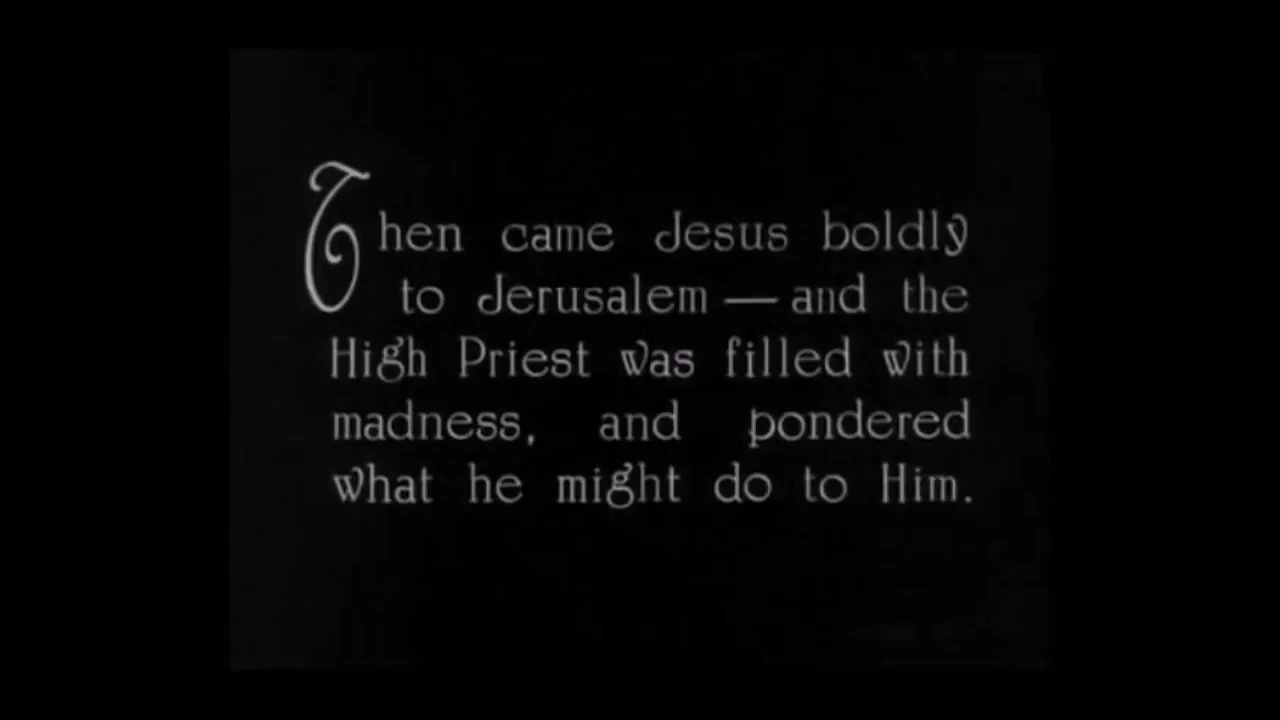 Then came Jesus boldly
to Jerusalem — and the
High Priest was filled with
madness, and pondered
what he might do to Him.